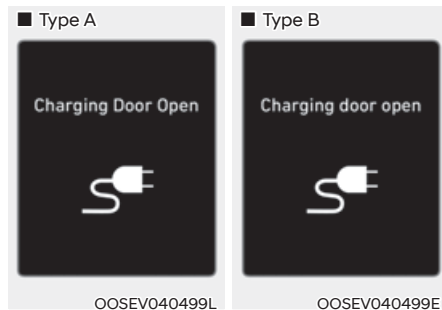 ■ Type A
■ Type B
Charging Door Open
Charging door open
OOSEV040499L
OOSEV040499E